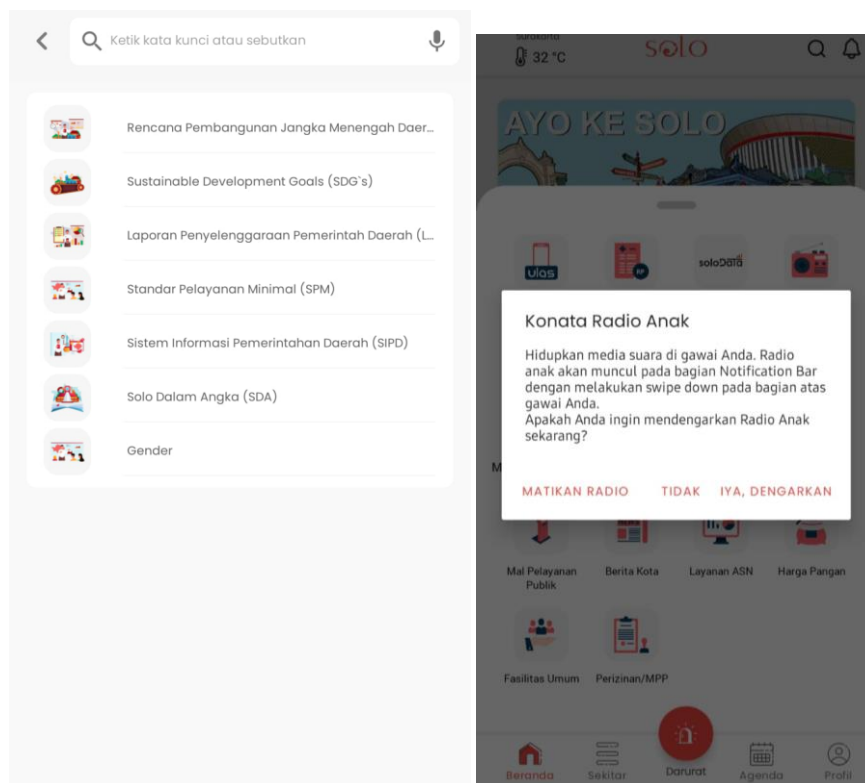 Ketik kata kunci atau sebutkan
Rencana Pembangunan Jangka Menengah Daer...
Sustainable Development Goals (SDG`s)
Laporan Penyelenggaraan Pemerintah Daerah (L...
Standar Pelayanan Minimal (SPM)
Sistem Informasi Pemerintahan Daerah (SIPD)
Solo Dalam Angka (SDA)
Gender
Surakarta
32 °C
solo
AYO KE SOLO
ulas
RP
soloData
Konata Radio Anak
Hidupkan media suara di gawai Anda. Radio
anak akan muncul pada bagian Notification Bar
dengan melakukan swipe down pada bagian atas
gawai Anda.
Apakah Anda ingin mendengarkan Radio Anak
sekarang?
M
MATIKAN RADIO TIDAK IYA, DENGARKAN
Mal Pelayanan Publik
Berita Kota
Layanan ASN
Harga Pangan
Fasilitas Umum
Perizinan/MPP
Beranda
Sekitar
Darurat
Agenda
Profil